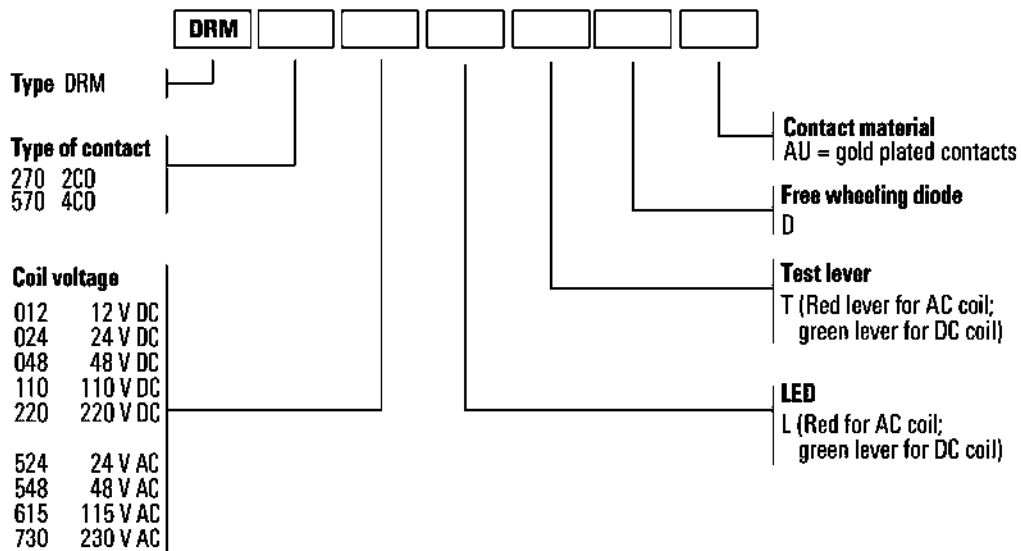 DRM
Type DRM
Type of contact
270 2CO
570 4CO
Coil voltage
012 12 V DC
024 24 V DC
048 48 V DC
110 110 V DC
220 220 V DC
524 24 V AC
548 48 V AC
615 115 V AC
730 230 V AC
Contact material
AU = gold plated contacts
Free wheeling diode
D
Test lever
T (Red lever for AC coil;
green lever for DC coil)
LED
L (Red for AC coil;
green lever for DC coil)